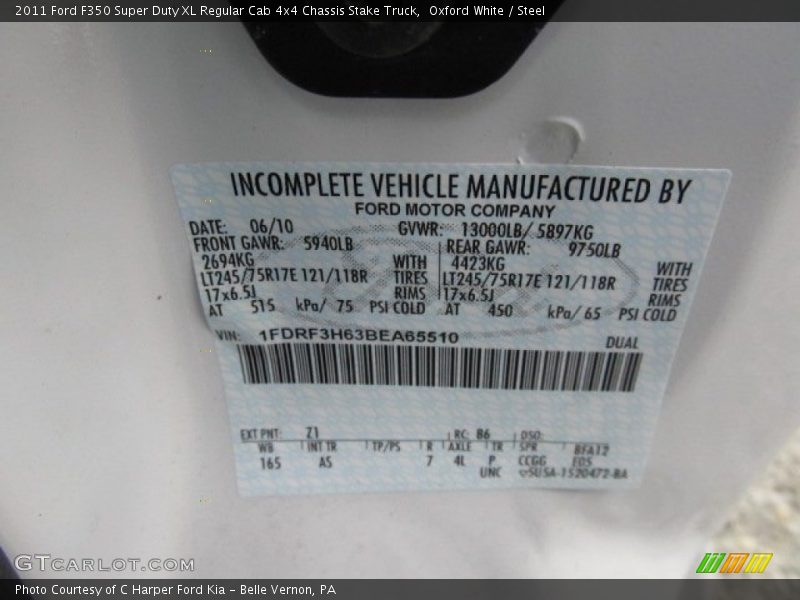 2011 Ford F350 Super Duty XL Regular Cab 4x4 Chassis Stake Truck, Oxford White / Steel
INCOMPLETE VEHICLE MANUFACTURED BY
FORD MOTOR COMPANY
DATE: 06/10 GVWR: 13000LB/ 5897KG
FRONT GAWR: 5940LB REAR GAWR: 9750LB
2694KG WITH 4423KG WITH
LT245/75R17E 121/118R TIRES LT245/75R17E 121/118R TIRES
17x6.5J RIMS 17x6.5J RIMS
AT 515 kPa/ 75 PSI COLD AT 450 kPa/ 65 PSI COLD
VIN: 1FDRF3H63BEA65510 DUAL
EXT PNT: Z1 RC: B6 DSO:
WB INT TR TP/PS R AXLE TR SPR BFA12
165 AS 7 4L P CCGG E05
UNC SU5A-1520472-BA
GTCARLOT.COM
Photo Courtesy of C Harper Ford Kia – Belle Vernon, PA